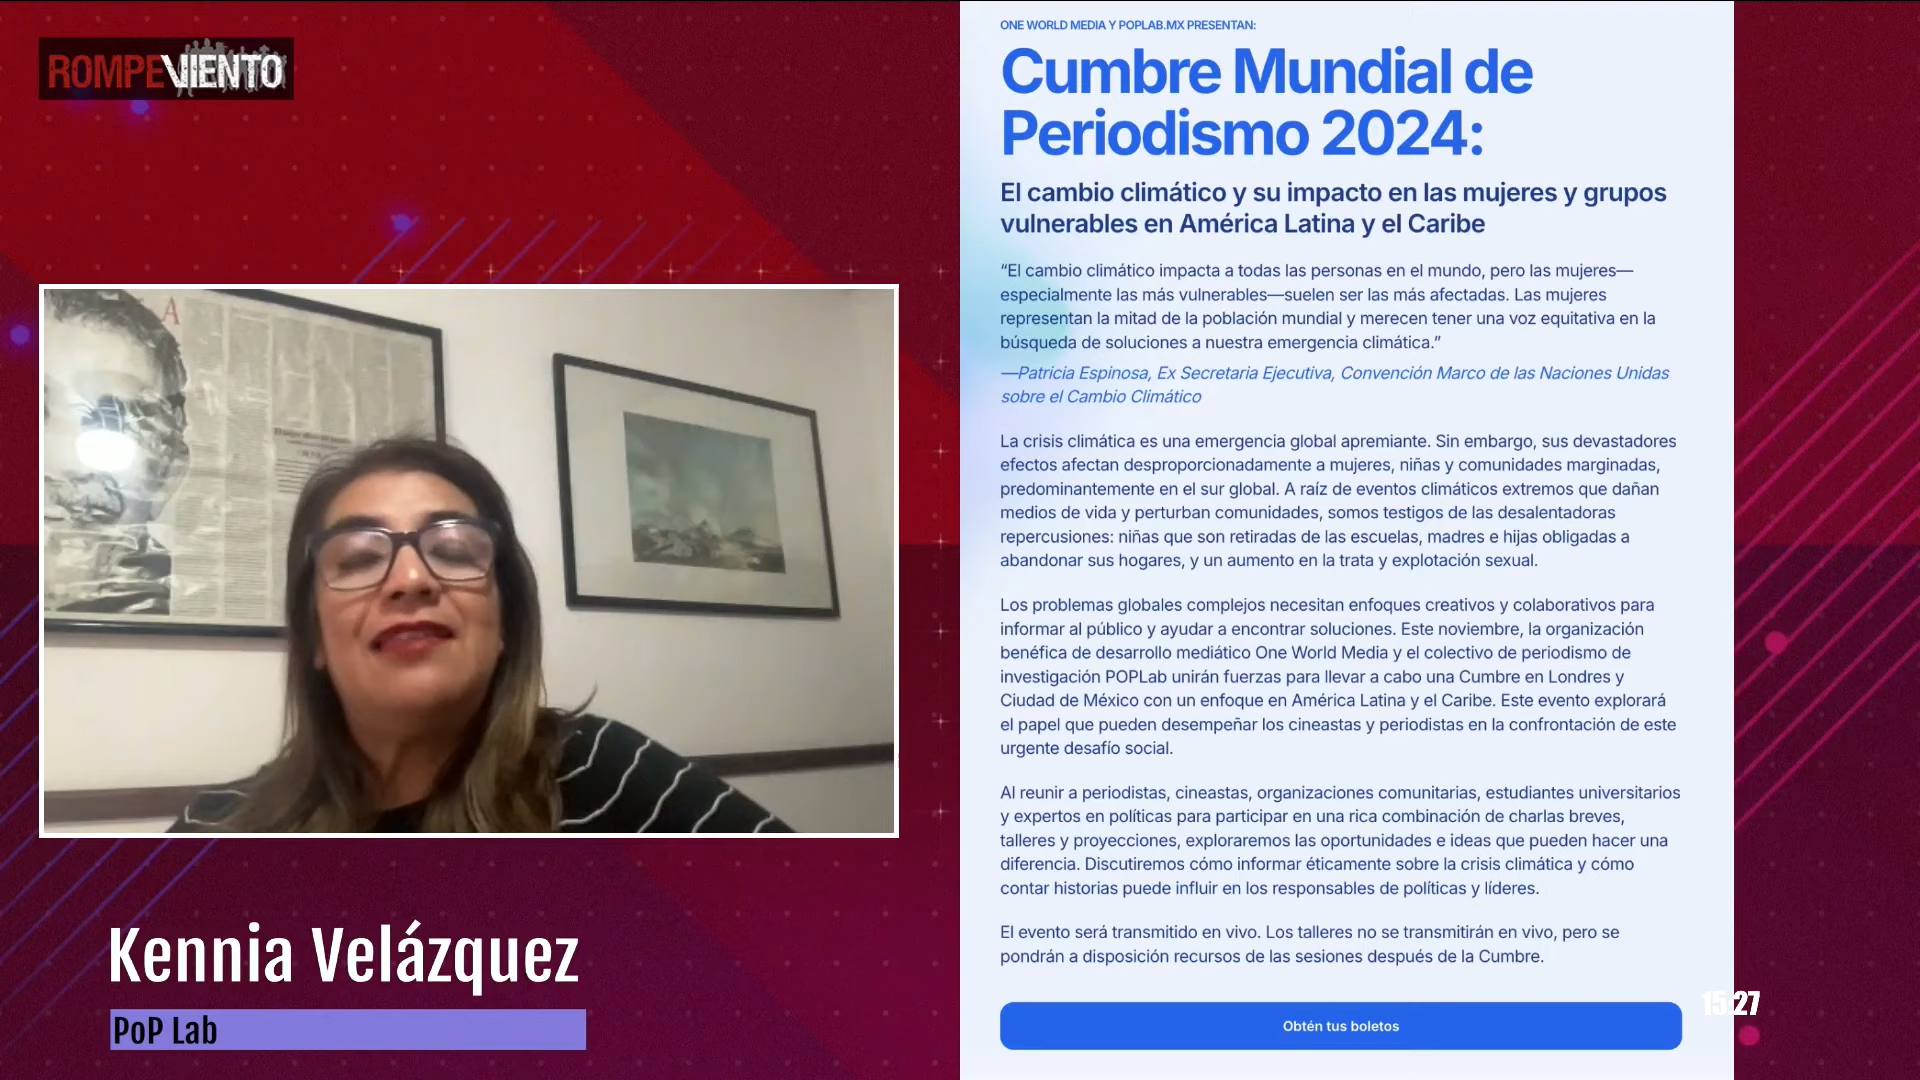 ROMPEVIENTO
ONE WORLD MEDIA Y POPLAB.MX PRESENTAN:
Cumbre Mundial de
Periodismo 2024:
El cambio climático y su impacto en las mujeres y grupos
vulnerables en América Latina y el Caribe
“El cambio climático impacta a todas las personas en el mundo, pero las mujeres—
especialmente las más vulnerables—suelen ser las más afectadas. Las mujeres
representan la mitad de la población mundial y merecen tener una voz equitativa en la
búsqueda de soluciones a nuestra emergencia climática.”
—Patricia Espinosa, Ex Secretaria Ejecutiva, Convención Marco de las Naciones Unidas
sobre el Cambio Climático
La crisis climática es una emergencia global apremiante. Sin embargo, sus devastadores
efectos afectan desproporcionadamente a mujeres, niñas y comunidades marginadas,
predominantemente en el sur global. A raíz de eventos climáticos extremos que dañan
medios de vida y perturban comunidades, somos testigos de las desalentadoras
repercusiones: niñas que son retiradas de las escuelas, madres e hijas obligadas a
abandonar sus hogares, y un aumento en la trata y explotación sexual.
Los problemas globales complejos necesitan enfoques creativos y colaborativos para
informar al público y ayudar a encontrar soluciones. Este noviembre, la organización
benéfica de desarrollo mediático One World Media y el colectivo de periodismo de
investigación POPLab unirán fuerzas para llevar a cabo una Cumbre en Londres y
Ciudad de México con un enfoque en América Latina y el Caribe. Este evento explorará
el papel que pueden desempeñar los cineastas y periodistas en la confrontación de este
urgente desafío social.
Al reunir a periodistas, cineastas, organizaciones comunitarias, estudiantes universitarios
y expertos en políticas para participar en una rica combinación de charlas breves,
talleres y proyecciones, exploraremos las oportunidades e ideas que pueden hacer una
diferencia. Discutiremos cómo informar éticamente sobre la crisis climática y cómo
contar historias puede influir en los responsables de políticas y líderes.
El evento será transmitido en vivo. Los talleres no se transmitirán en vivo, pero se
pondrán a disposición recursos de las sesiones después de la Cumbre.
Obtén tus boletos
15:27
A
Kennia Velázquez
PoP Lab